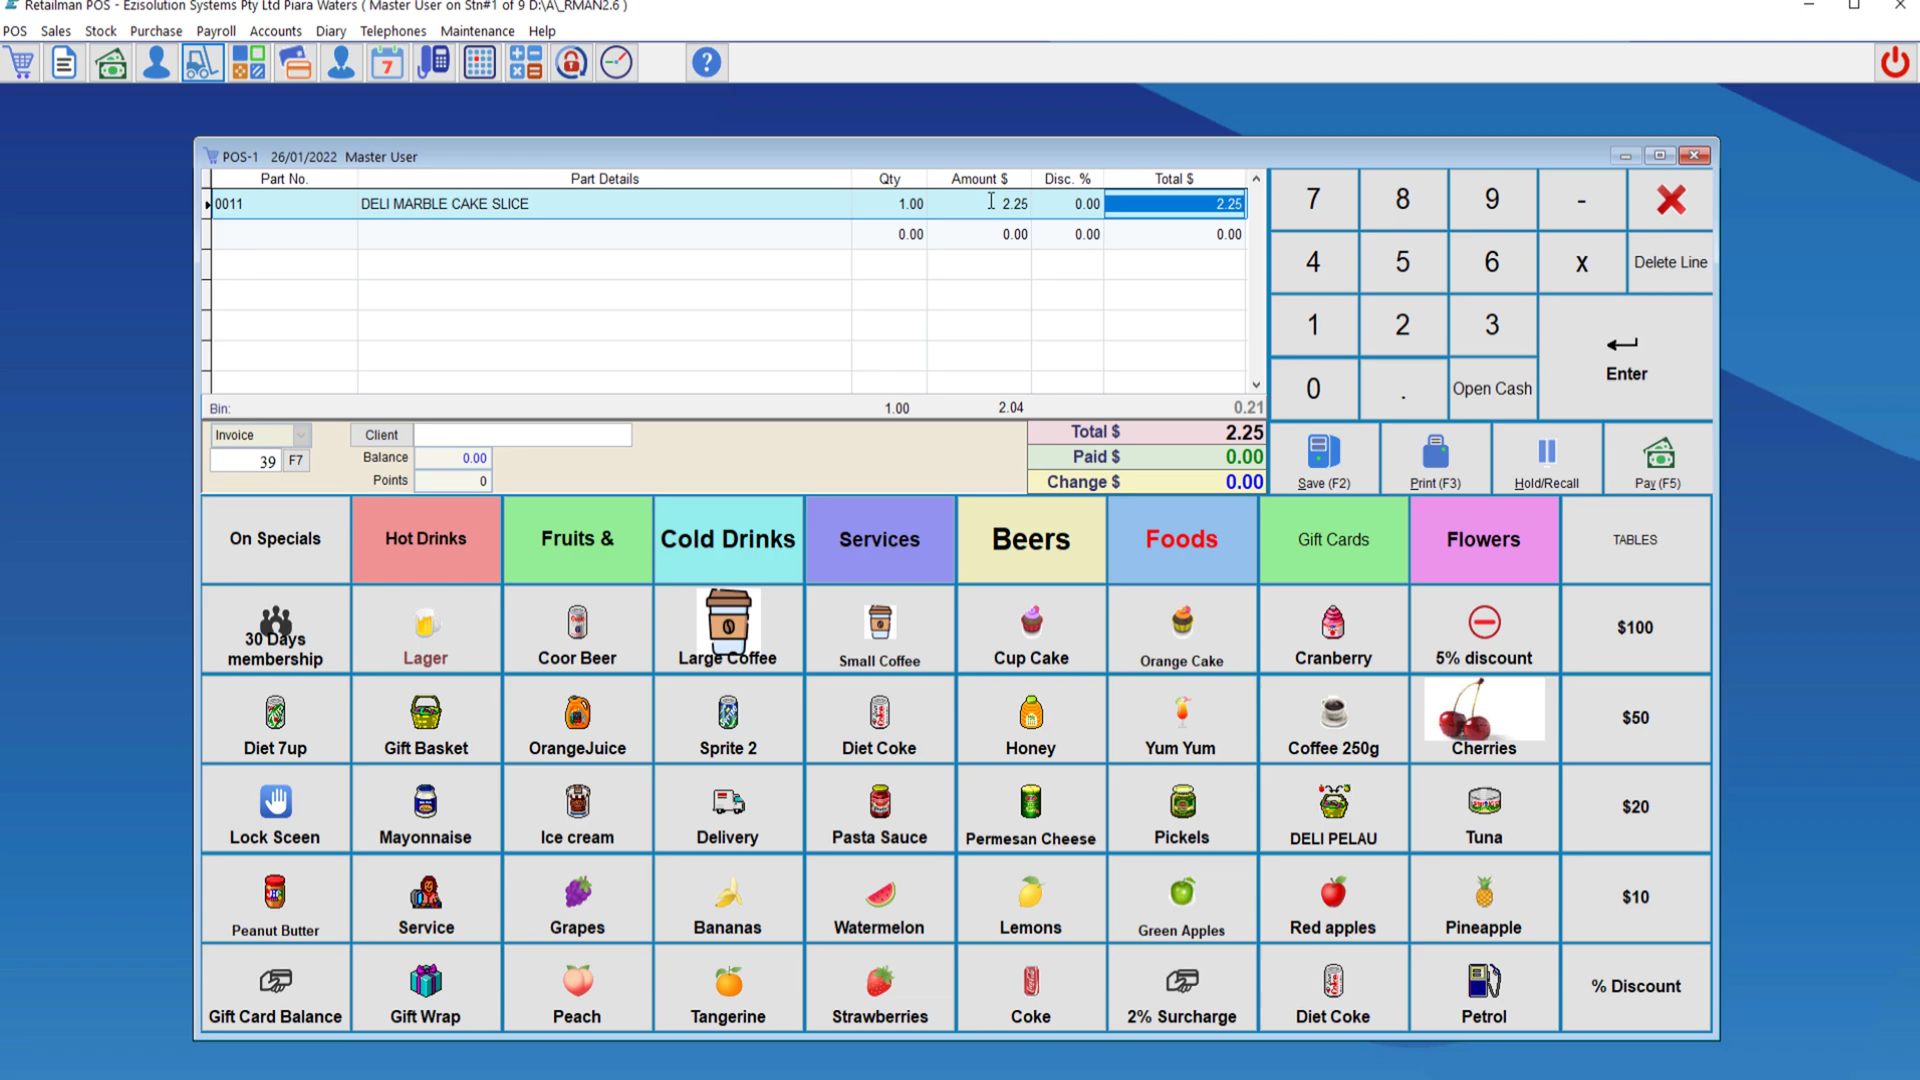 Retailman POS - Ezisolution Systems Pty Ltd Piara Waters ( Master User on Stn#1 of 9 D:\A\_RMAN2.6 )
POS Sales Stock Purchase Payroll Accounts Diary Telephones Maintenance Help
7
POS-1 26/01/2022 Master User
Part No. Part Details Qty Amount $ Disc. % Total $
0011 DELI MARBLE CAKE SLICE 1.00 2.25 0.00 2.25
0.00 0.00 0.00 0.00
Bin: 1.00 2.04 0.21
7 8 9 -
4 5 6 x Delete Line
1 2 3
Enter
0 . Open Cash
Invoice Client Total $ 2.25
39 F7 Balance 0.00 Paid $ 0.00
Points 0 Change $ 0.00
Save (F2) Print (F3) Hold/Recall Pay (F5)
On Specials Hot Drinks Fruits & Cold Drinks Services Beers Foods Gift Cards Flowers TABLES
30 Days
membership Lager Coor Beer Large Coffee Small Coffee Cup Cake Orange Cake Cranberry 5% discount $100
Diet 7up Gift Basket OrangeJuice Sprite 2 Diet Coke Honey Yum Yum Coffee 250g Cherries $50
Lock Sceen Mayonnaise Ice cream Delivery Pasta Sauce Permesan Cheese Pickels DELI PELAU Tuna $20
Peanut Butter Service Grapes Bananas Watermelon Lemons Green Apples Red apples Pineapple $10
Gift Card Balance Gift Wrap Peach Tangerine Strawberries Coke 2% Surcharge Diet Coke Petrol % Discount